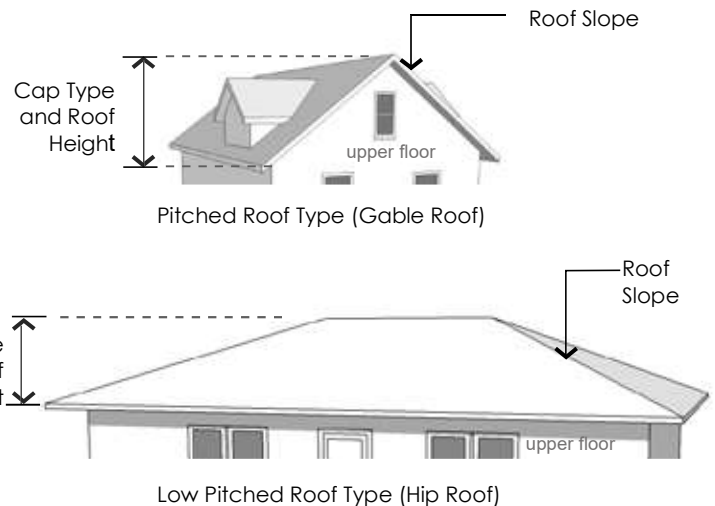 Roof Slope
Cap Type
and Roof
Height
upper floor
Pitched Roof Type (Gable Roof)
Roof
Slope
upper floor
Low Pitched Roof Type (Hip Roof)